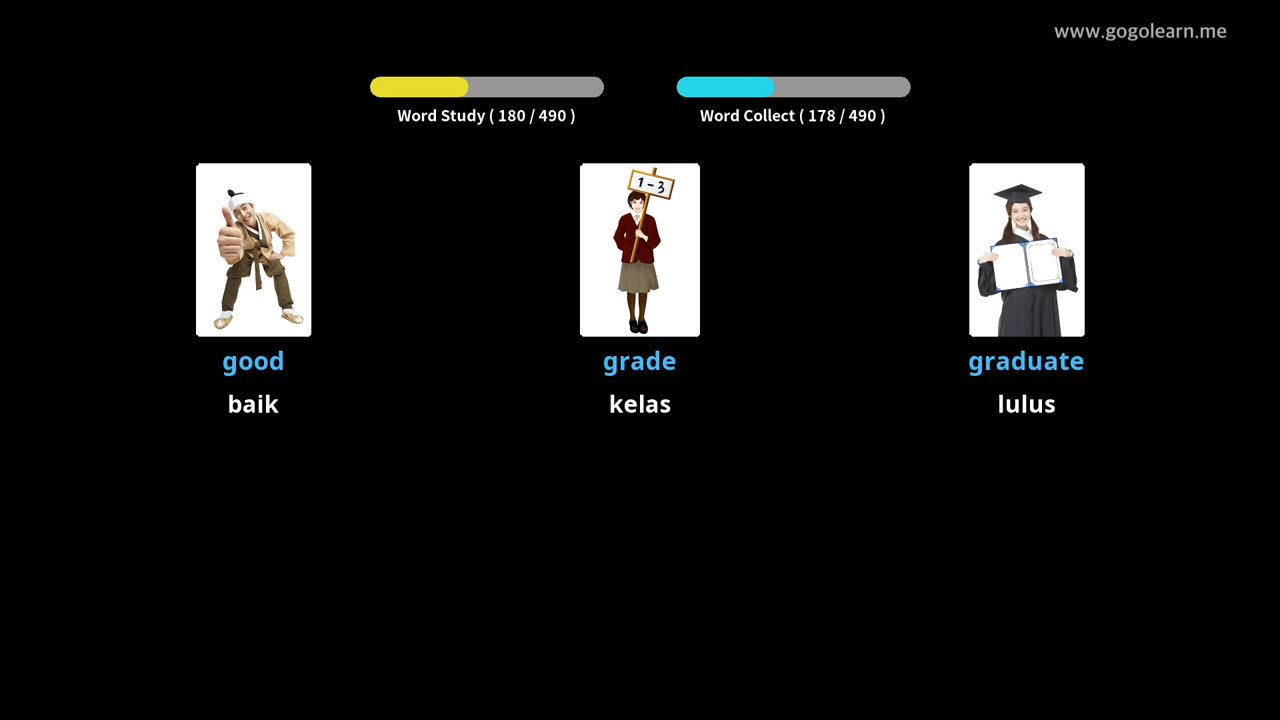 www.gogolearn.me
Word Study ( 180 / 490 )
Word Collect ( 178 / 490 )
1 - 3
good
grade
graduate
baik
kelas
lulus